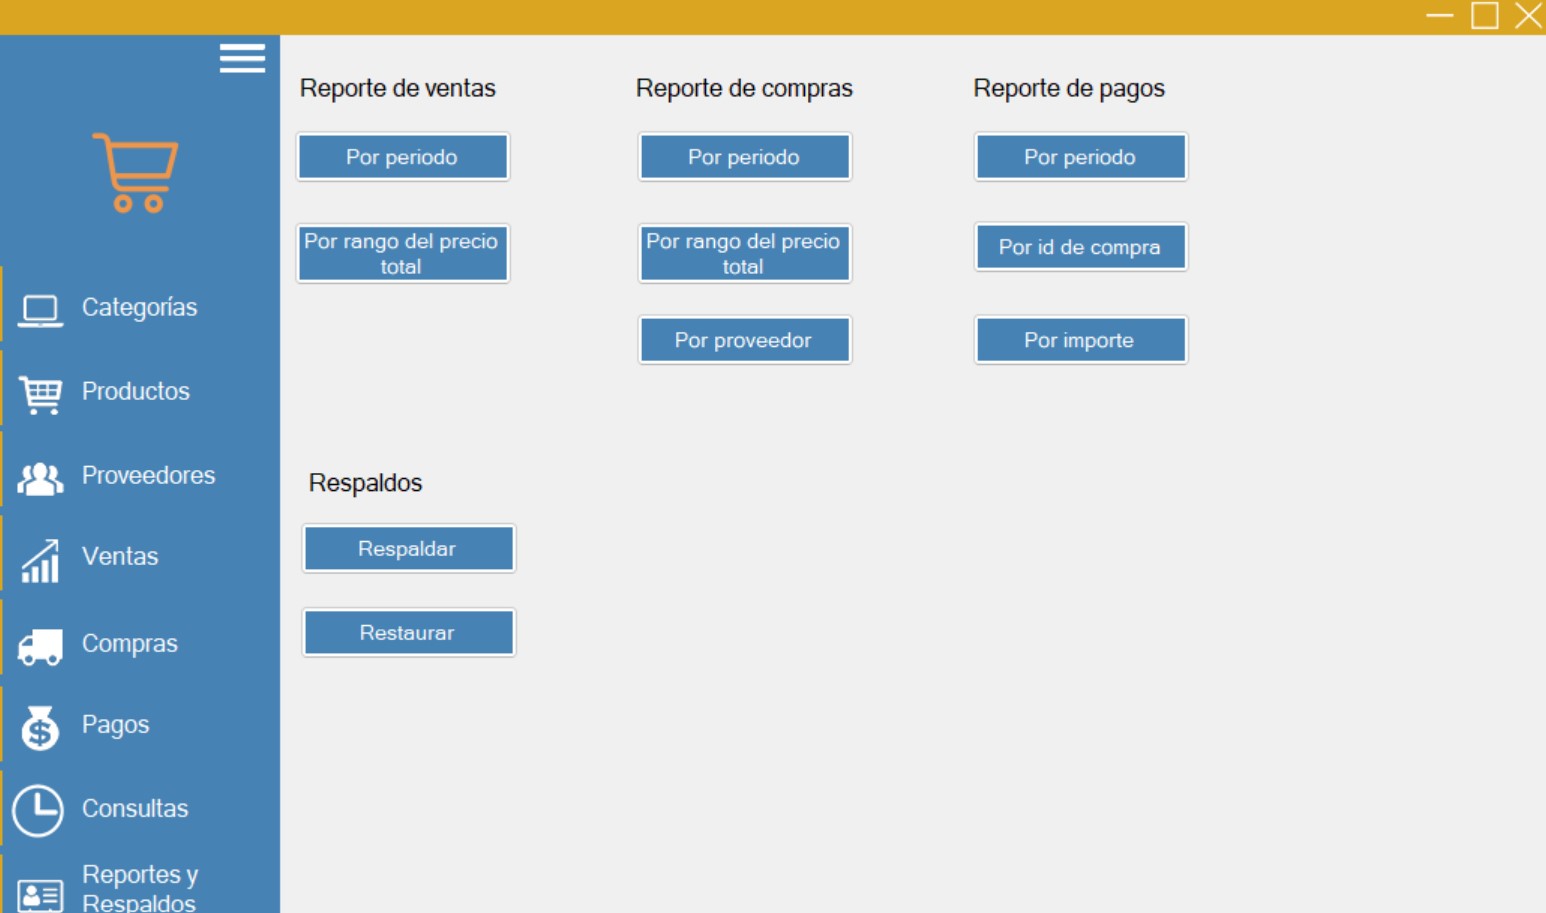 Reporte de ventas
Por periodo
Por rango del precio
total
Reporte de compras
Por periodo
Por rango del precio
total
Por proveedor
Reporte de pagos
Por periodo
Por id de compra
Por importe
Respaldos
Respaldar
Restaurar
Categorías
Productos
Proveedores
Ventas
Compras
Pagos
Consultas
Reportes y
Respaldos